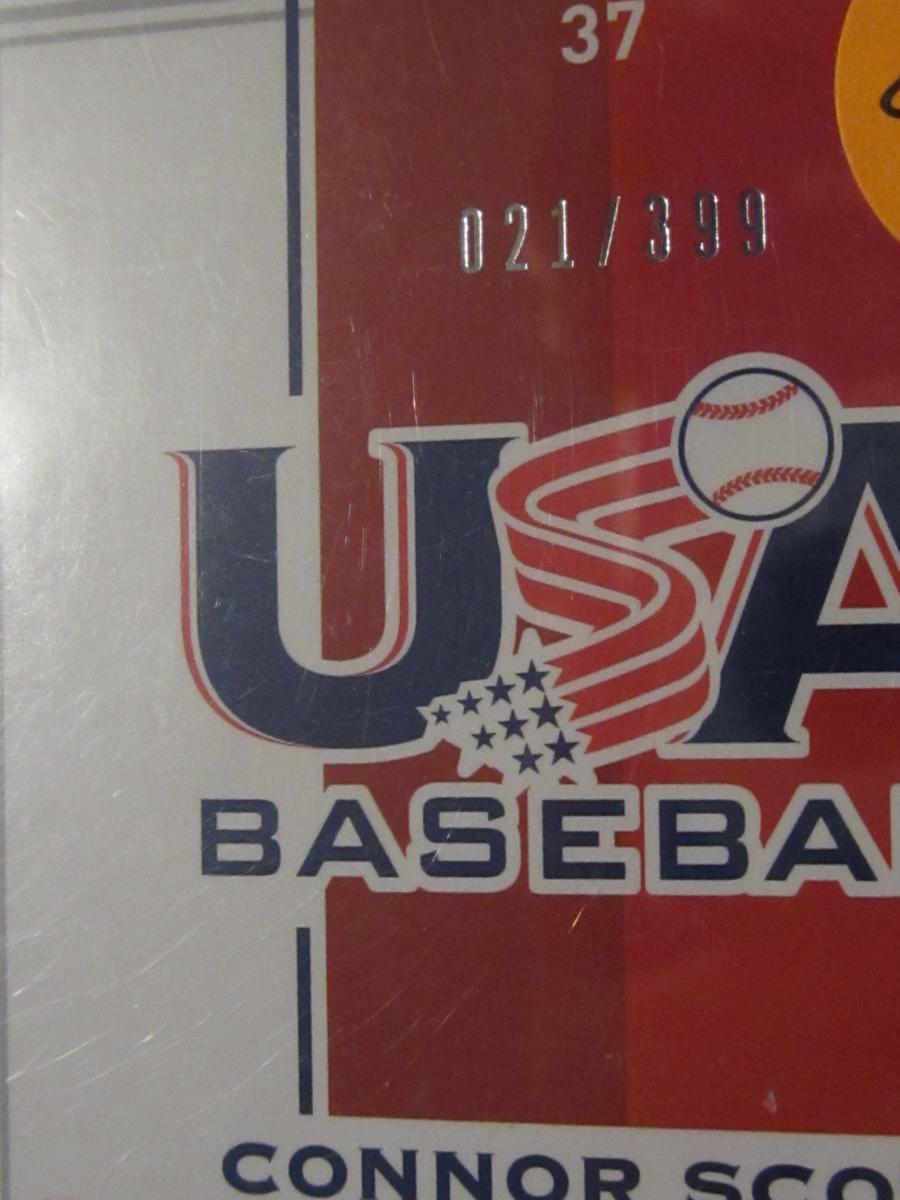 37
021/399
USA
BASEBA
CONNOR SCO